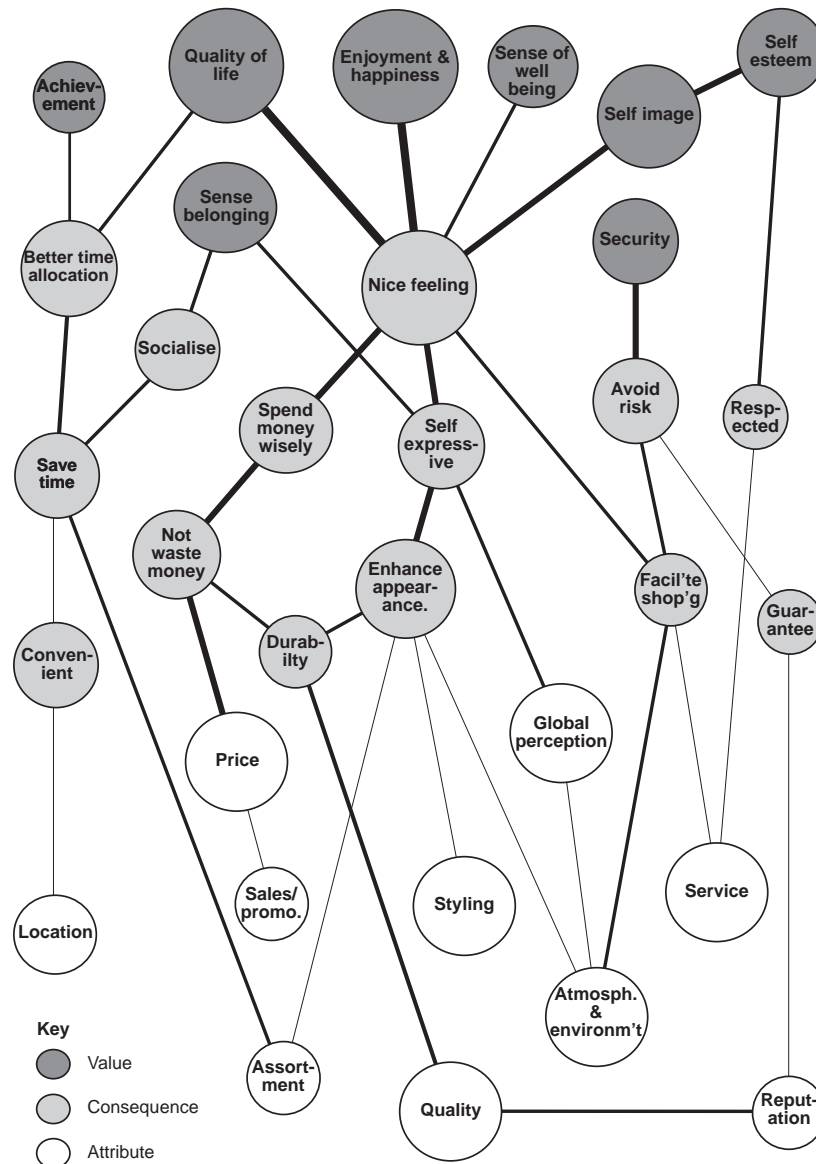 Quality of
life
Enjoyment &
happiness
Sense of
well
being
Self
esteem
Achiev-
ement
Self image
Sense
belonging
Security
Better time
allocation
Nice feeling
Socialise
Avoid
risk
Resp-
ected
Spend
money
wisely
Self
express-
ive
Save
time
Not
waste
money
Enhance
appear-
ance.
Facil'te
shop'g
Guar-
antee
Durab-
ilty
Conven-
ient
Global
perception
Price
Service
Sales/
promo.
Styling
Location
Atmosph.
&
environm't
Key
Value
Consequence
Attribute
Assort-
ment
Quality
Reput-
ation